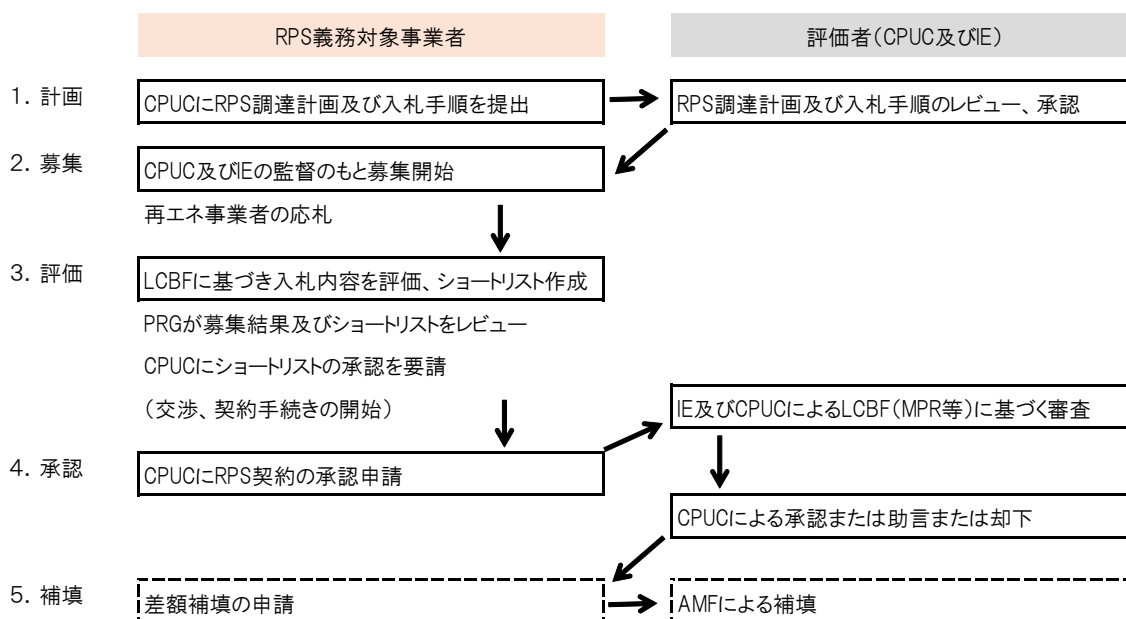 RPS義務対象事業者
評価者（CPUC及びIE）
1. 計画
CPUCにRPS調達計画及び入札手順を提出
RPS調達計画及び入札手順のレビュー、承認
2. 募集
CPUC及びIEの監督のもと募集開始
再エネ事業者の応札
3. 評価
LCBFに基づき入札内容を評価、ショートリスト作成
PRGが募集結果及びショートリストをレビュー
CPUCにショートリストの承認を要請
（交渉、契約手続きの開始）
IE及びCPUCによるLCBF（MPR等）に基づく審査
4. 承認
CPUCにRPS契約の承認申請
CPUCによる承認または助言または却下
5. 補填
差額補填の申請
AMFによる補填